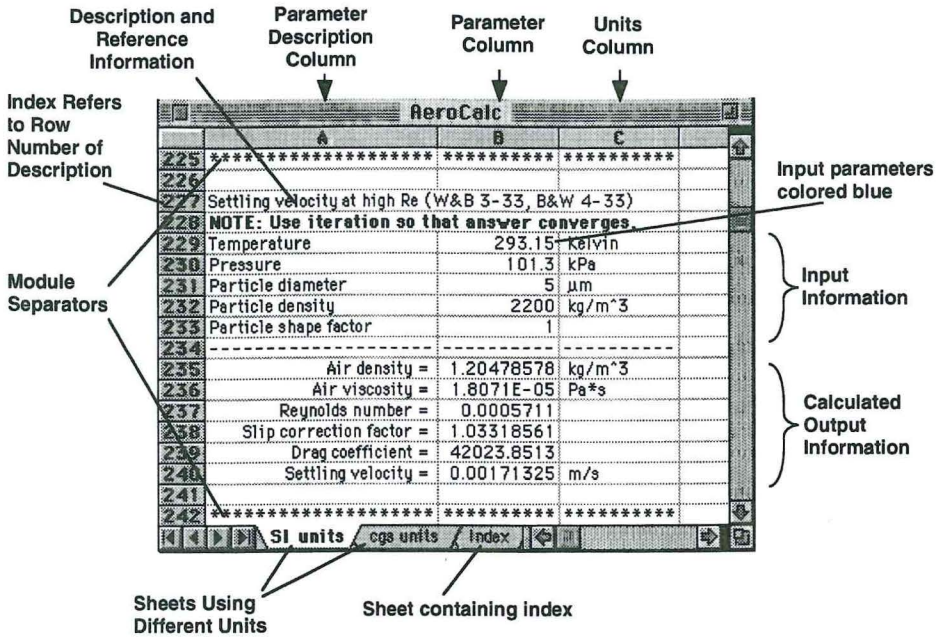 Description and
Reference
Information
Parameter
Description
Column
Parameter
Column
Units
Column
Index Refers
to Row
Number of
Description
Module
Separators
AeroCalc
A B C
225 ****************** ********** **********
226
227 Settling velocity at high Re (W&B 3-33, B&W 4-33)
228 NOTE: Use iteration so that answer converges.
229 Temperature 293.15 Kelvin
230 Pressure 101.3 kPa
231 Particle diameter 5 µm
232 Particle density 2200 kg/m^3
233 Particle shape factor 1
234 ------------------ ---------- ----------
235 Air density = 1.20478578 kg/m^3
236 Air viscosity = 1.8071E-05 Pa*s
237 Reynolds number = 0.0005711
238 Slip correction factor = 1.03318561
239 Drag coefficient = 42023.8513
240 Settling velocity = 0.00171325 m/s
241
242 ****************** ********** **********
SI units cgs units Index
Input parameters
colored blue
Input
Information
Calculated
Output
Information
Sheets Using
Different Units
Sheet containing index